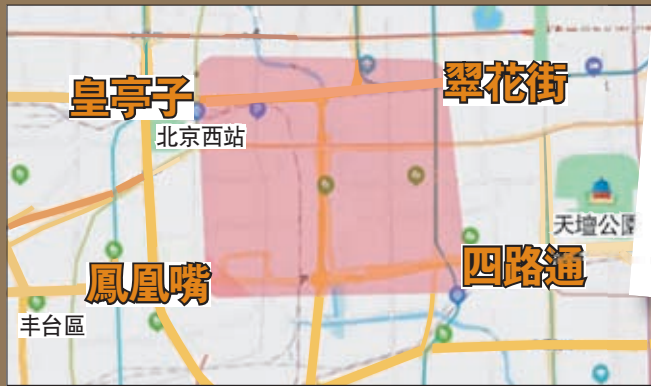 皇亭子
翠花街
北京西站
天壇公園
鳳凰嘴
四路通
丰台區